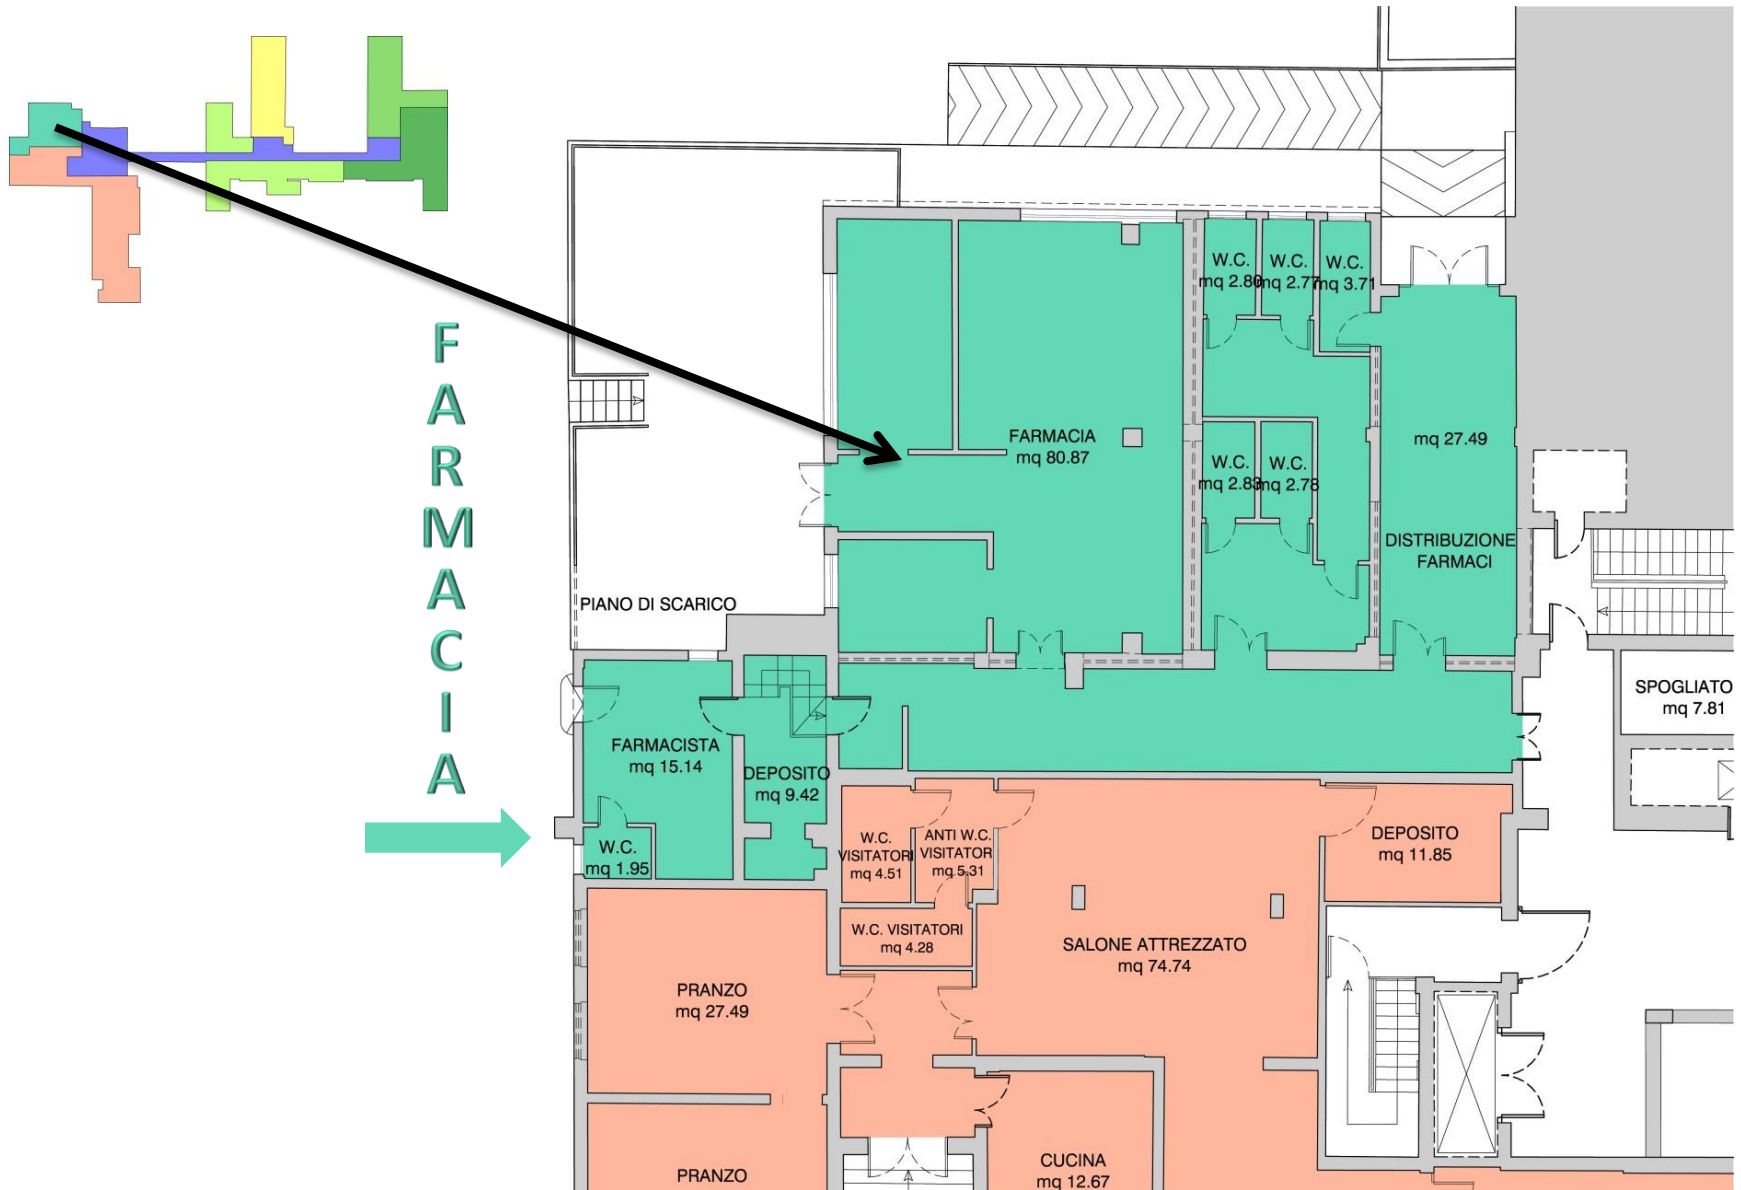 FARMACIA
W.C.
mq 2.80
W.C.
mq 2.77
W.C.
mq 3.71
FARMACIA
mq 80.87
mq 27.49
W.C.
mq 2.83
W.C.
mq 2.78
DISTRIBUZIONE
FARMACI
PIANO DI SCARICO
SPOGLIATO
mq 7.81
FARMACISTA
mq 15.14
DEPOSITO
mq 9.42
W.C.
mq 1.95
W.C.
VISITATORI
mq 4.51
ANTI W.C.
VISITATOR
mq 5.31
DEPOSITO
mq 11.85
W.C. VISITATORI
mq 4.28
SALONE ATTREZZATO
mq 74.74
PRANZO
mq 27.49
CUCINA
mq 12.67
PRANZO